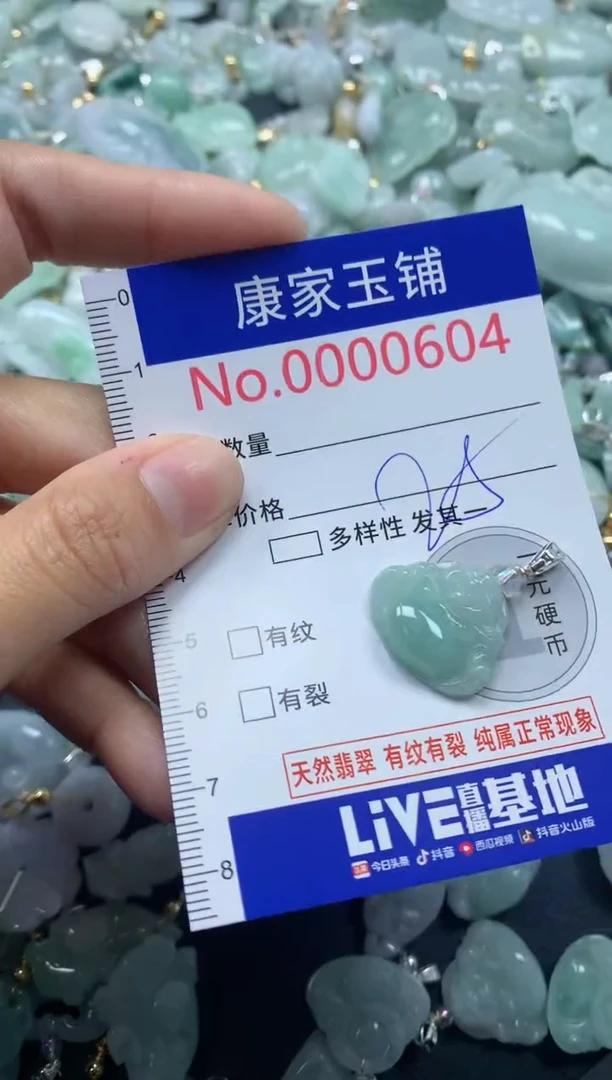 康家玉铺
No.0000604
数量
价格
多样性 发其一
有纹
有裂
一元硬币
天然翡翠 有纹有裂 纯属正常现象
LiVE直播基地
今日头条 抖音 西瓜视频 抖音火山版
0
1
4
5
6
7
8